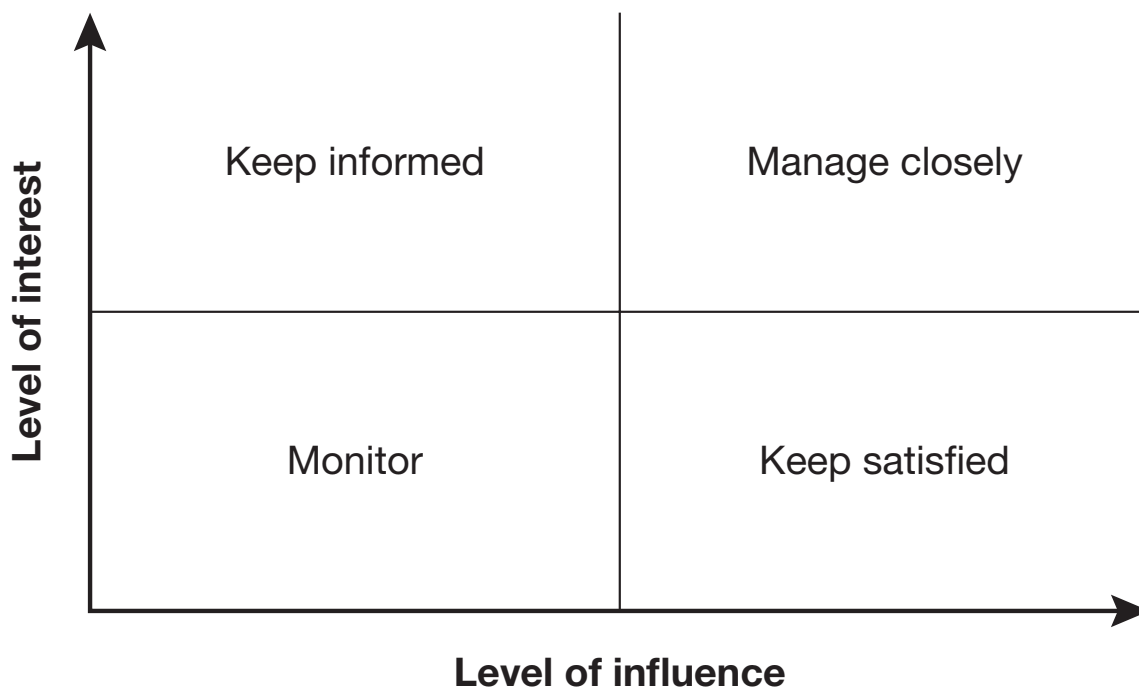 Level of interest
Keep informed
Manage closely
Monitor
Keep satisfied
Level of influence